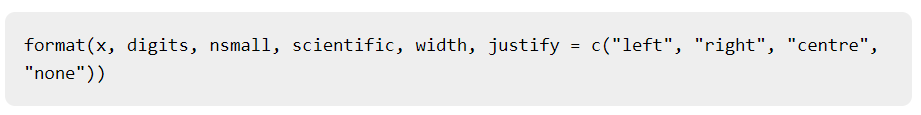 format(x, digits, nsmall, scientific, width, justify = c("left", "right", "centre",
"none"))